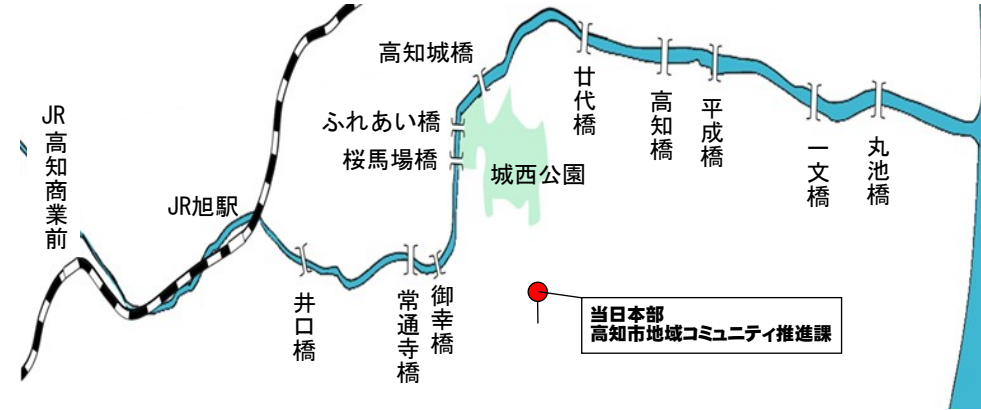 高知城橋
ふれあい橋
桜馬場橋
城西公園
廿代橋
高知橋
平成橋
一文橋
丸池橋
JR高知商業前
JR旭駅
井口橋
常通寺橋
御幸橋
当日本部
高知市地域コミュニティ推進課